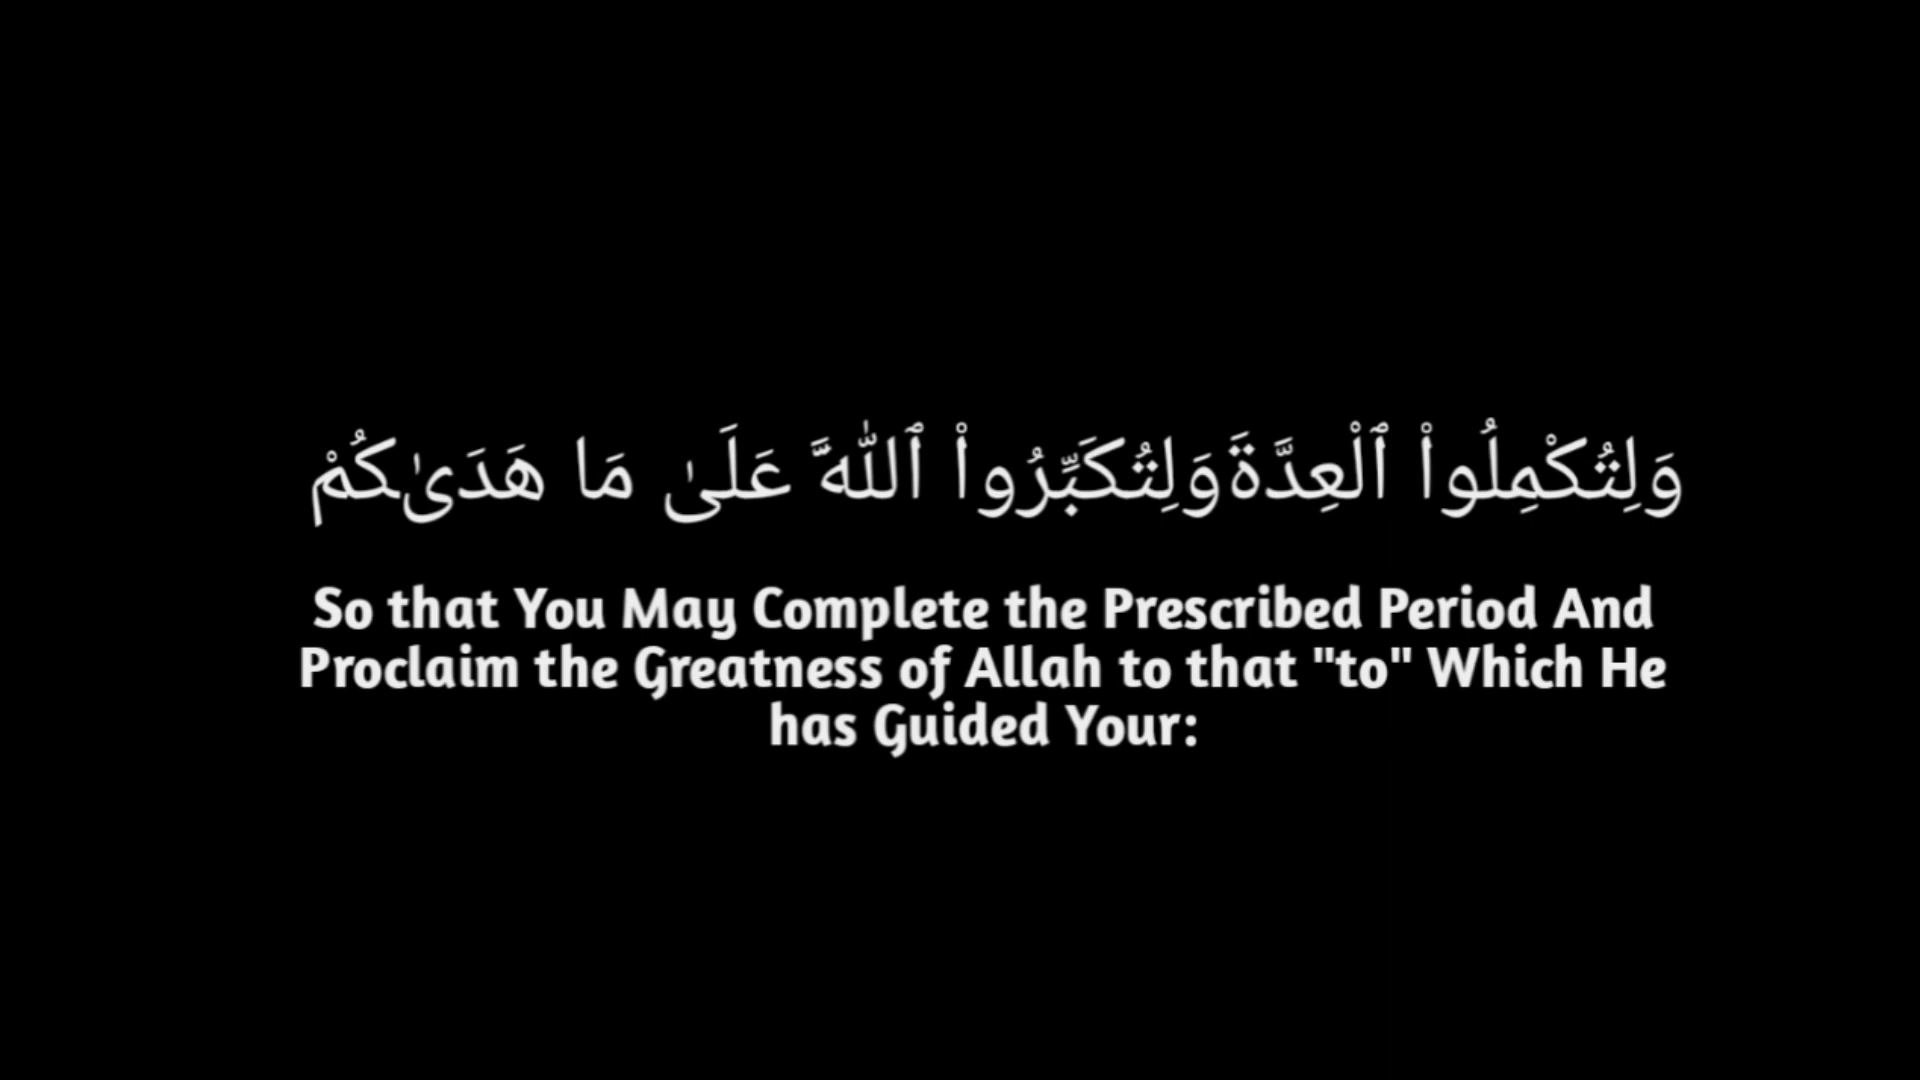 وَلِتُكْمِلُوا۟ ٱلْعِدَّةَوَلِتُكَبِّرُوا۟ ٱللَّهَ عَلَىٰ مَا هَدَىٰكُمْ
So that You May Complete the Prescribed Period And
Proclaim the Greatness of Allah to that "to" Which He
has Guided Your: